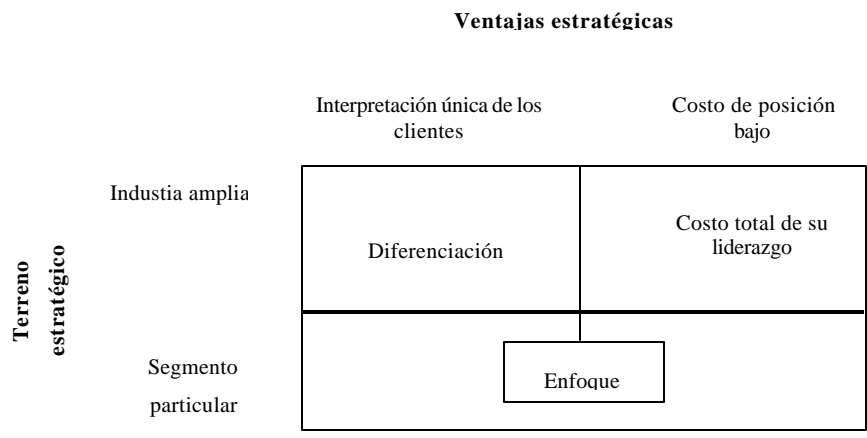 Ventajas estratégicas
Interpretación única de los
clientes
Costo de posición
bajo
Industia amplia
Diferenciación
Costo total de su
liderazgo
Terreno
estratégico
Segmento
particular
Enfoque